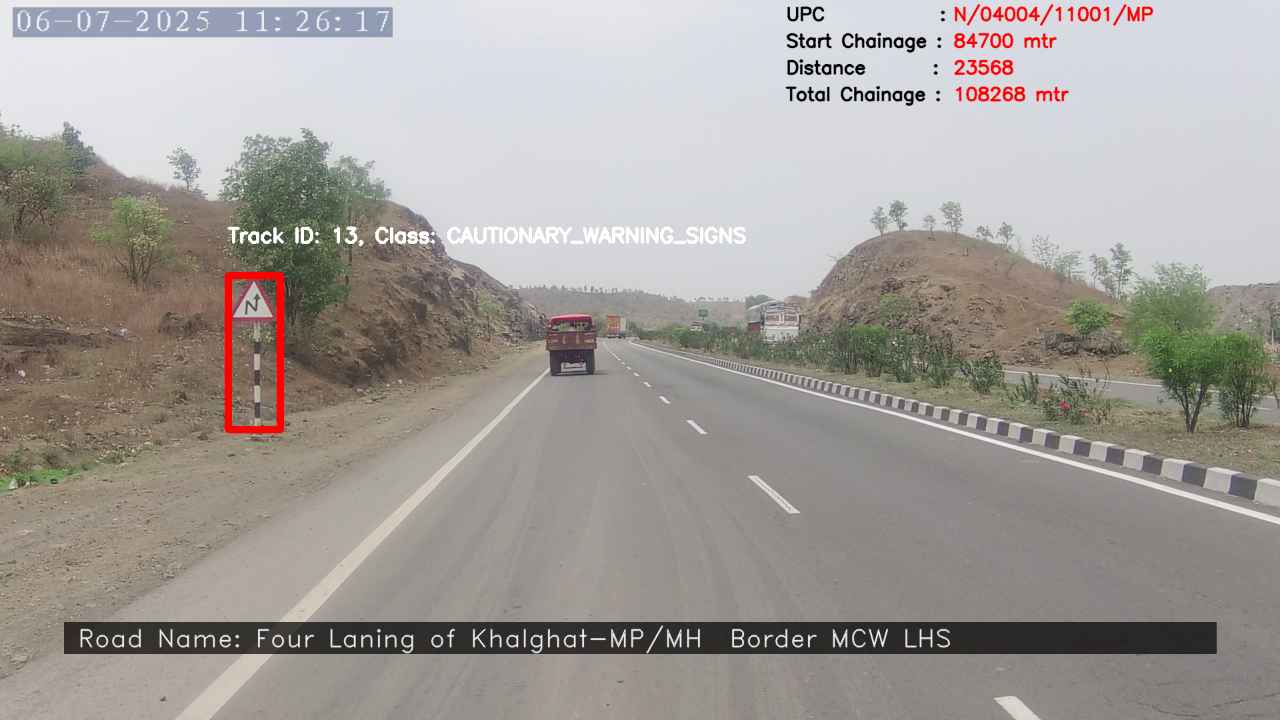 06-07-2025 11:26:17
UPC : N/04004/11001/MP
Start Chainage : 84700 mtr
Distance : 23568
Total Chainage : 108268 mtr
Track ID: 13, Class: CAUTIONARY_WARNING_SIGNS
Road Name: Four Laning of Khalghat-MP/MH Border MCW LHS